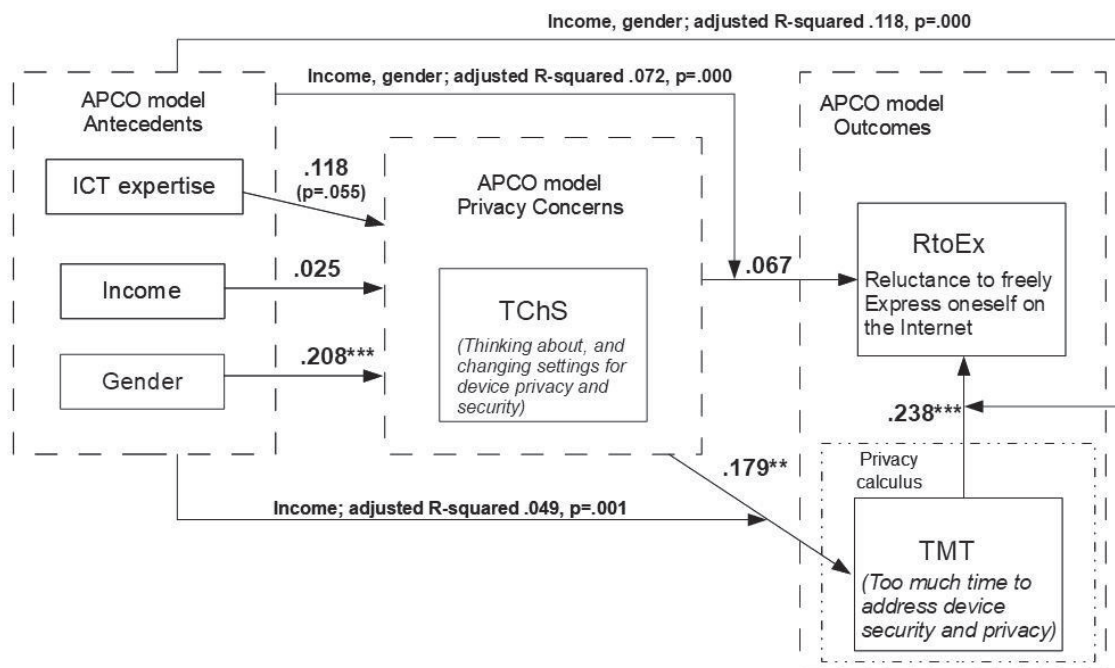 Income, gender; adjusted R-squared .118, p=.000
Income, gender; adjusted R-squared .072, p=.000
APCO model
Antecedents
ICT expertise
Income
Gender
.118
(p=.055)
.025
.208***
APCO model
Privacy Concerns
TChS
(Thinking about, and
changing settings for
device privacy and
security)
.067
APCO model
Outcomes
RtoEx
Reluctance to freely
Express oneself on
the Internet
.238***
.179**
Income; adjusted R-squared .049, p=.001
Privacy
calculus
TMT
(Too much time to
address device
security and privacy)